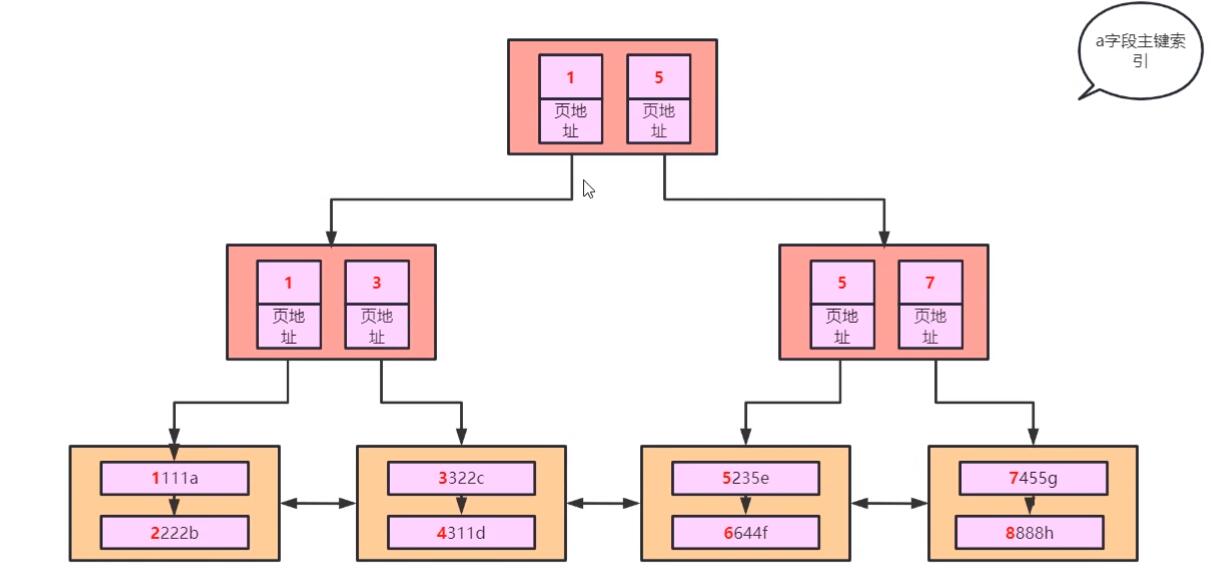 a字段主键索
引
1 5
页地 页地
址 址
1 3 5 7
页地 页地 页地 页地
址 址 址 址
1111a 3322c 5235e 7455g
2222b 4311d 6644f 8888h